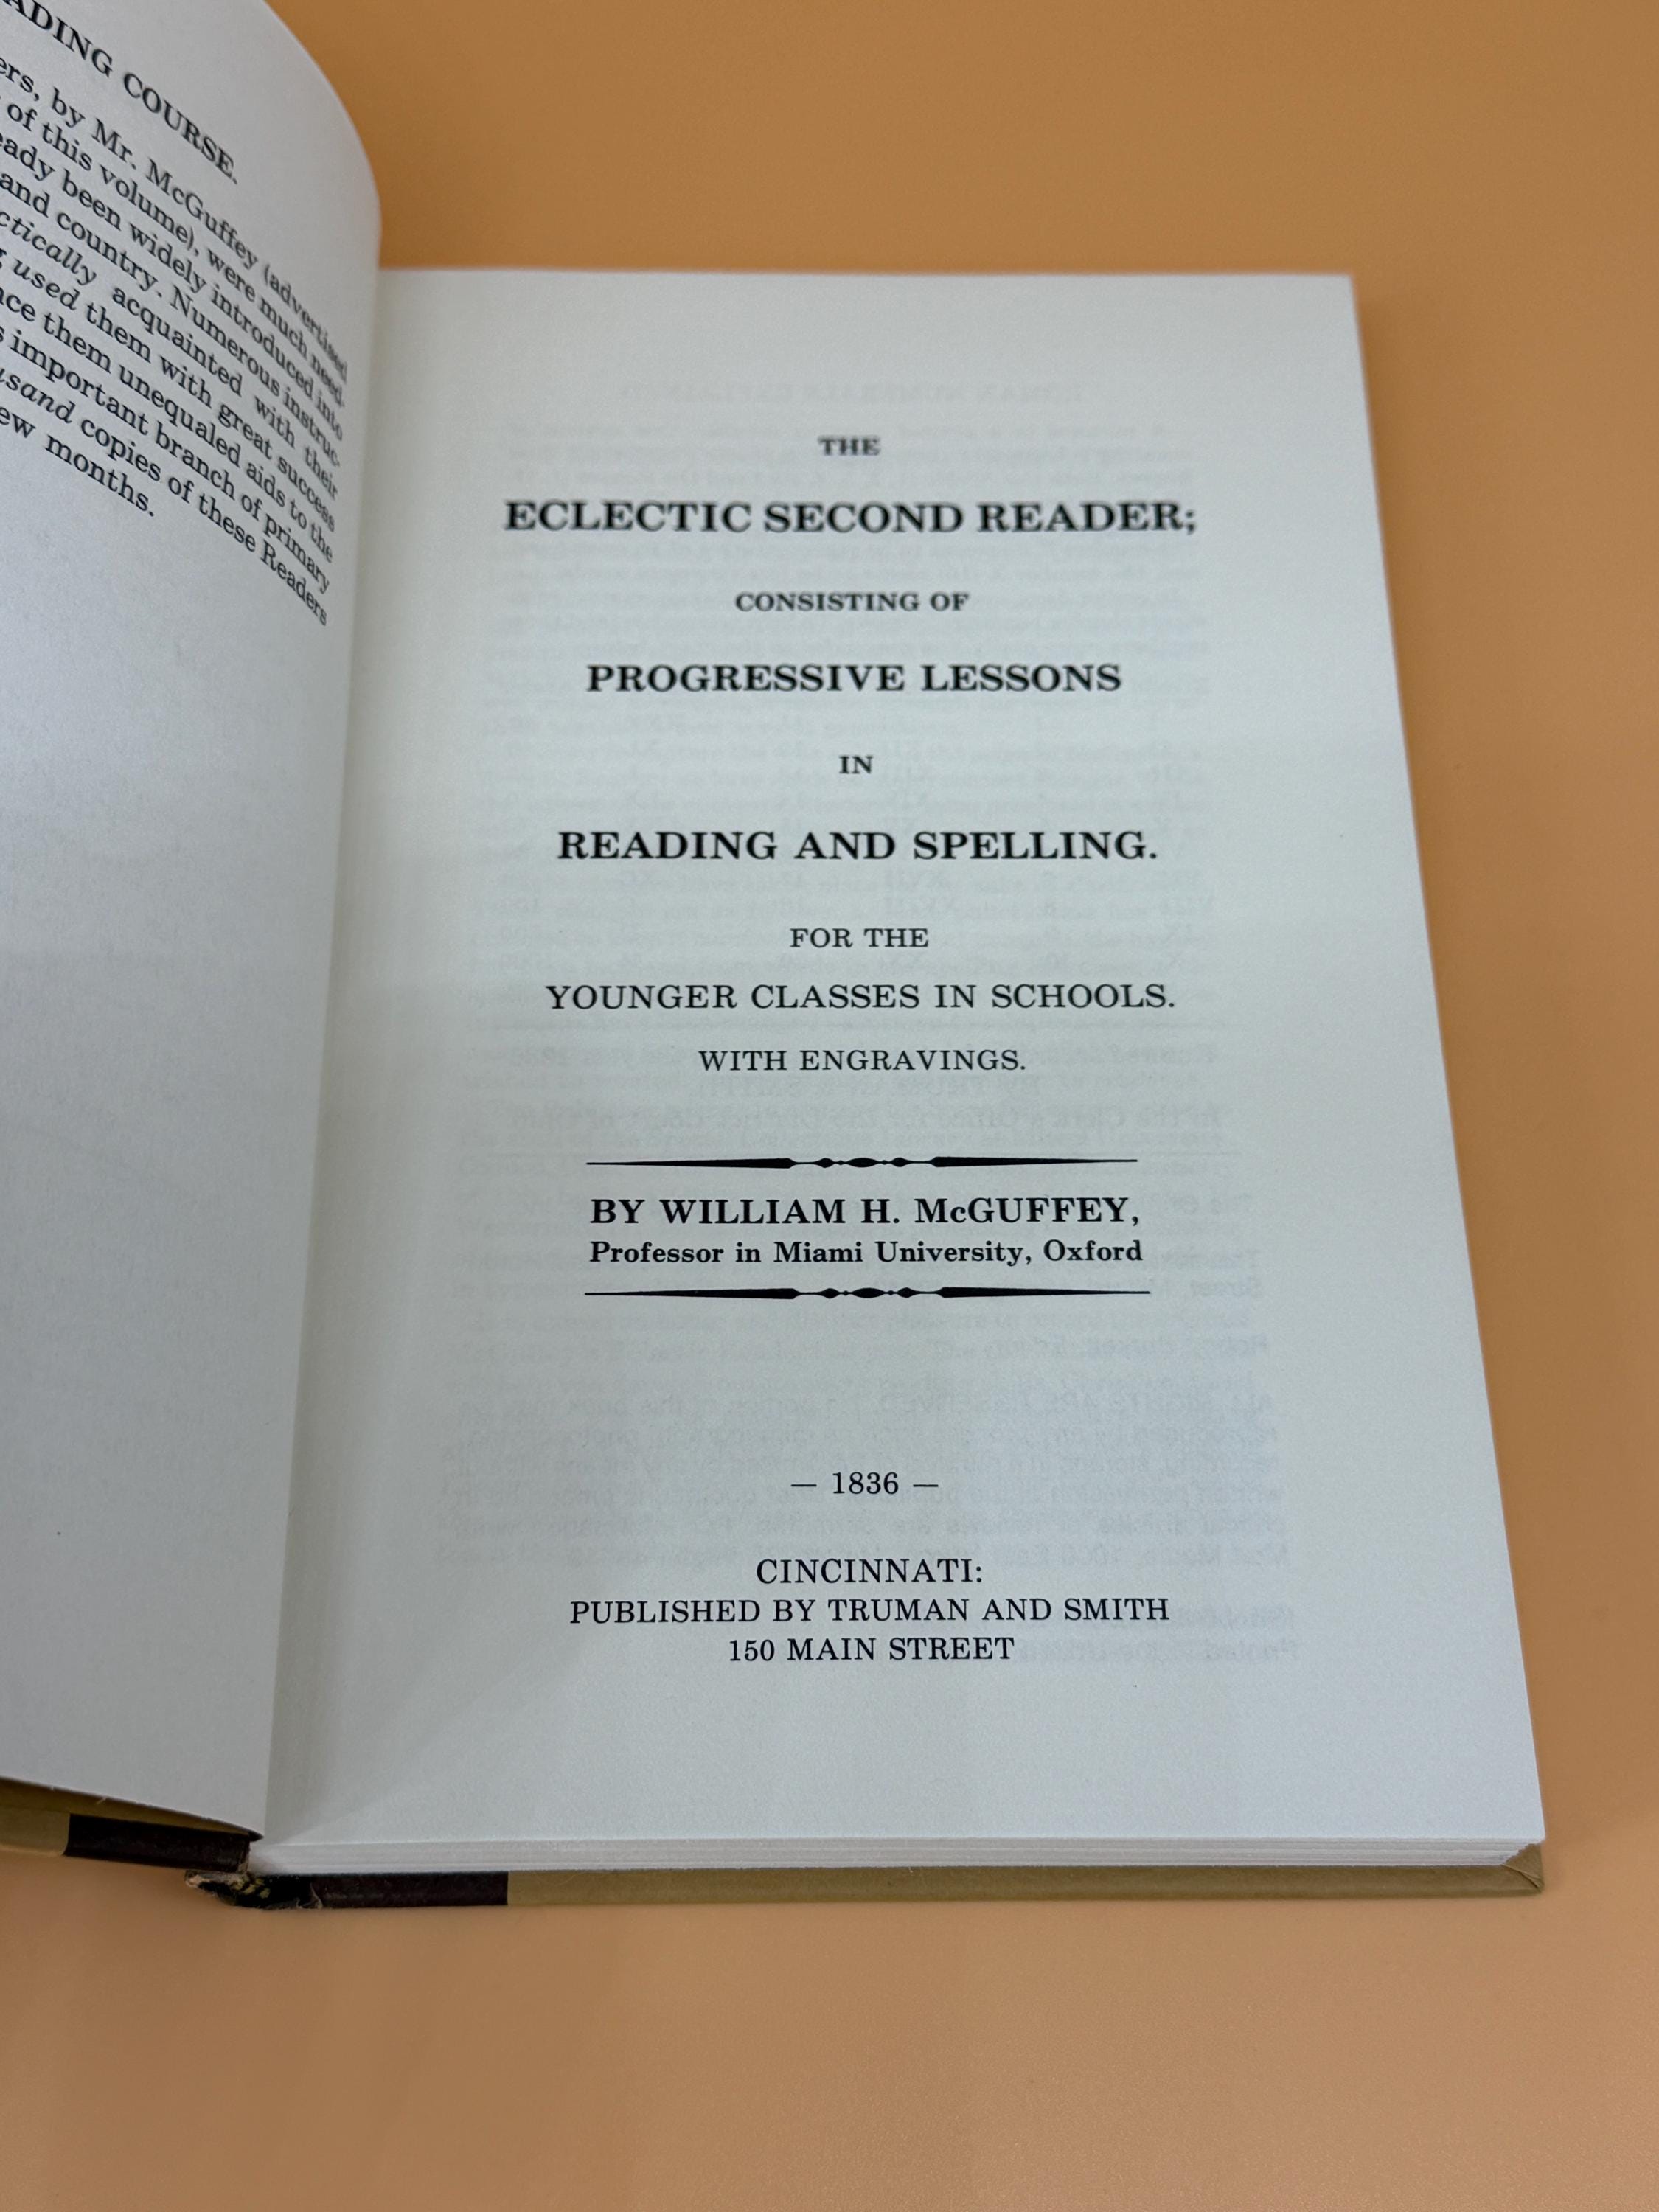 ADING COURSE.
ers, by Mr. McGuffey (advertised
of this volume), were much need-
eady been widely introduced into
and country. Numerous instruc-
ctically acquainted with their
used them with great success
ce them unequaled aids to the
important branch of primary
usand copies of these Readers
ew months.
THE
ECLECTIC SECOND READER;
CONSISTING OF
PROGRESSIVE LESSONS
IN
READING AND SPELLING.
FOR THE
YOUNGER CLASSES IN SCHOOLS.
WITH ENGRAVINGS.
BY WILLIAM H. McGUFFEY,
Professor in Miami University, Oxford
— 1836 —
CINCINNATI:
PUBLISHED BY TRUMAN AND SMITH
150 MAIN STREET